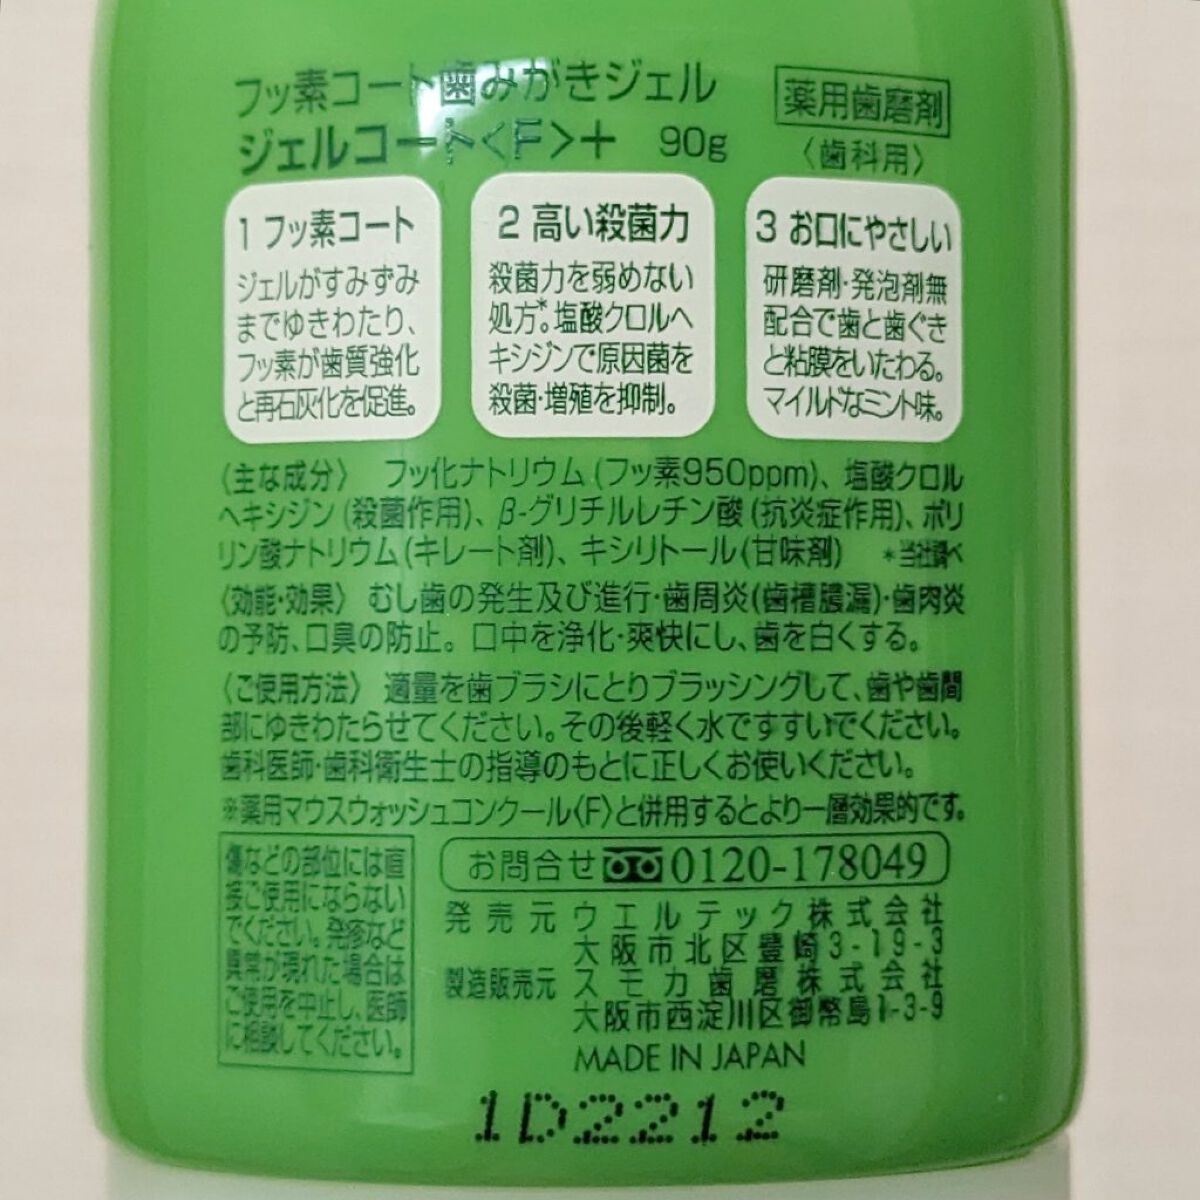 フッ素コート歯みがきジェル
ジェルコート〈F〉＋ 90g
薬用歯磨剤
〈歯科用〉
1 フッ素コート
ジェルがすみずみ
までゆきわたり、
フッ素が歯質強化
と再石灰化を促進。
2 高い殺菌力
殺菌力を弱めない
処方*。塩酸クロルヘ
キシジンで原因菌を
殺菌・増殖を抑制。
3 お口にやさしい
研磨剤・発泡剤無
配合で歯と歯ぐき
と粘膜をいたわる。
マイルドなミント味。
〈主な成分〉 フッ化ナトリウム(フッ素950ppm)、塩酸クロル
ヘキシジン(殺菌作用)、β-グリチルレチン酸(抗炎症作用)、ポリ
リン酸ナトリウム(キレート剤)、キシリトール(甘味剤) *当社調べ
〈効能・効果〉 むし歯の発生及び進行・歯周炎(歯槽膿漏)・歯肉炎
の予防、口臭の防止。口中を浄化・爽快にし、歯を白くする。
〈ご使用方法〉 適量を歯ブラシにとりブラッシングして、歯や歯間
部にゆきわたらせてください。その後軽く水ですすいでください。
歯科医師・歯科衛生士の指導のもとに正しくお使いください。
※薬用マウスウォッシュコンクール〈F〉と併用するとより一層効果的です。
傷などの部位には直
接ご使用にならない
でください。発疹など
異常が現れた場合は
ご使用を中止し、医師
に相談してください。
お問合せ 0120-178049
発売元 ウエルテック株式会社
大阪市北区豊崎3-19-3
製造販売元 スモカ歯磨株式会社
大阪市西淀川区御幣島1-3-9
MADE IN JAPAN
1D2212